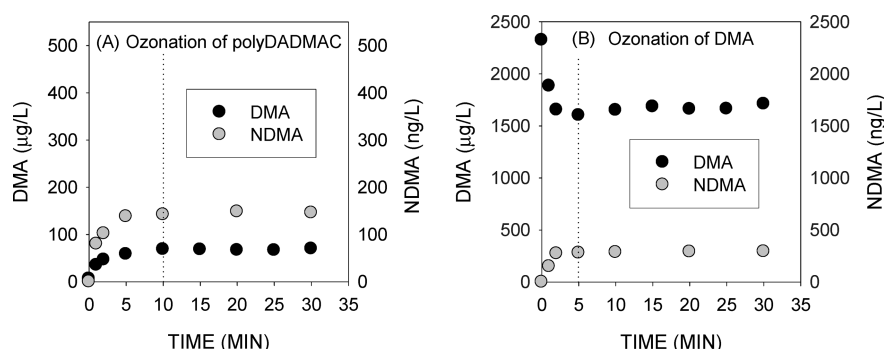 (A) Ozonation of polyDADMAC
500
400
300
200
100
0
500
400
300
200
100
0
DMA (µg/L)
NDMA (ng/L)
DMA
NDMA
0 5 10 15 20 25 30 35
TIME (MIN)
(B) Ozonation of DMA
2500
2000
1500
1000
500
0
2500
2000
1500
1000
500
0
DMA (µg/L)
NDMA (ng/L)
DMA
NDMA
0 5 10 15 20 25 30 35
TIME (MIN)